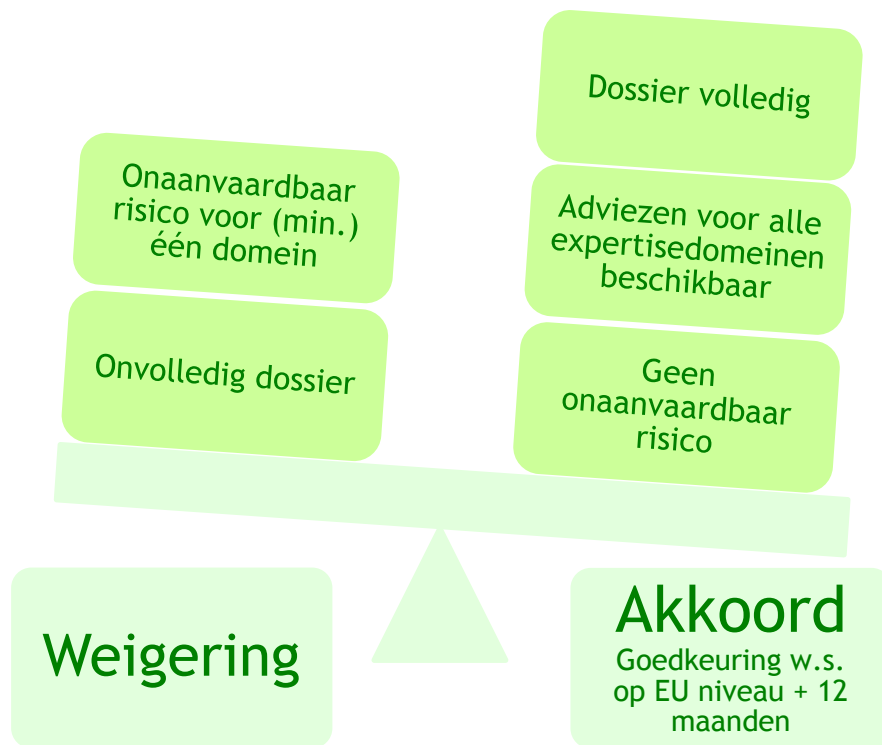 Onaanvaardbaar
risico voor (min.)
één domein
Onvolledig dossier
Dossier volledig
Adviezen voor alle
expertisedomeinen
beschikbaar
Geen
onaanvaardbaar
risico
Weigering
Akkoord
Goedkeuring w.s.
op EU niveau + 12
maanden